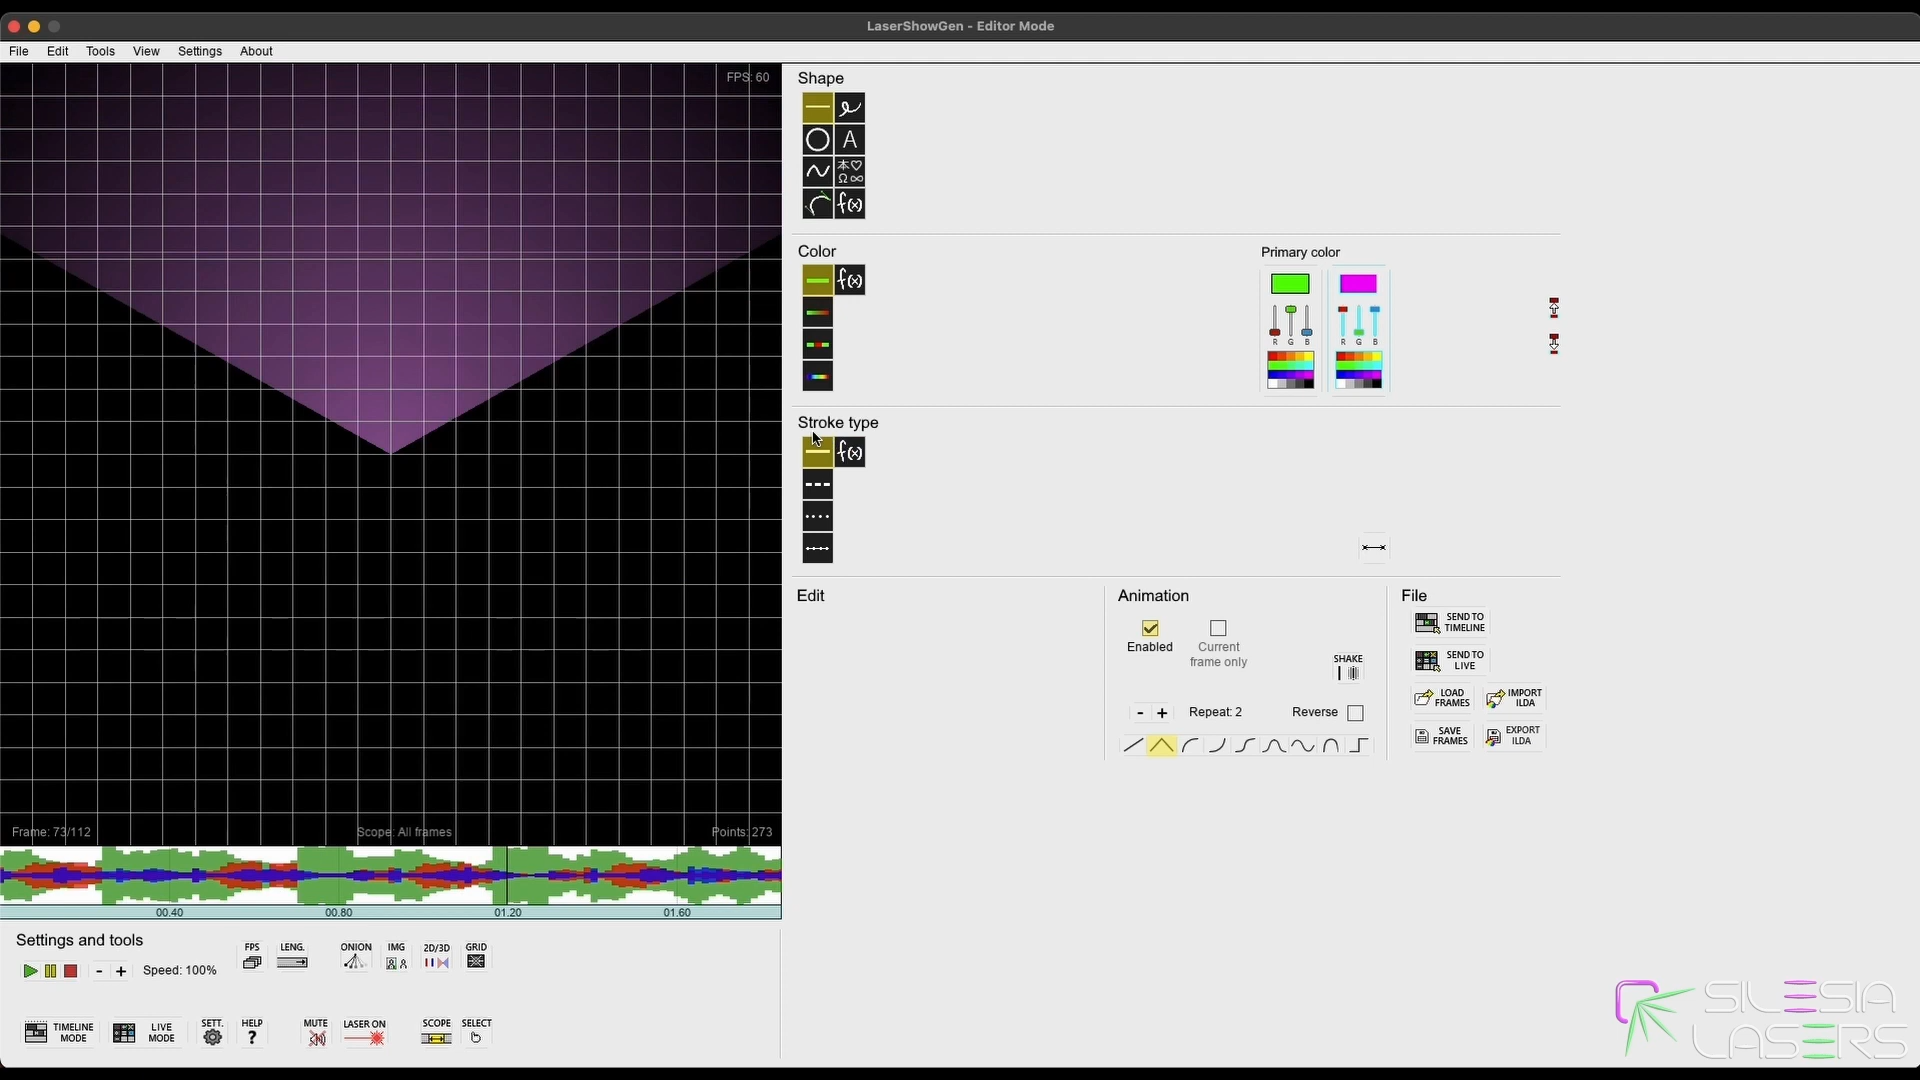 LaserShowGen - Editor Mode
File Edit Tools View Settings About
FPS: 60
Frame: 73/112 Scope: All frames Points: 273
00.40 00.80 01.20 01.60
Settings and tools
Speed: 100%
FPS LENG. ONION IMG 2D/3D GRID
TIMELINE MODE LIVE MODE SETT. HELP ? MUTE LASER ON SCOPE SELECT
Shape
A
本♡
Ω∞
f(x)
Color
f(x)
Primary color
R G B R G B
Stroke type
f(x)
Edit
Animation
Enabled
Current
frame only
SHAKE
- + Repeat: 2 Reverse
File
SEND TO
TIMELINE
SEND TO
LIVE
LOAD
FRAMES
IMPORT
ILDA
SAVE
FRAMES
EXPORT
ILDA
SILESIA
LASERS